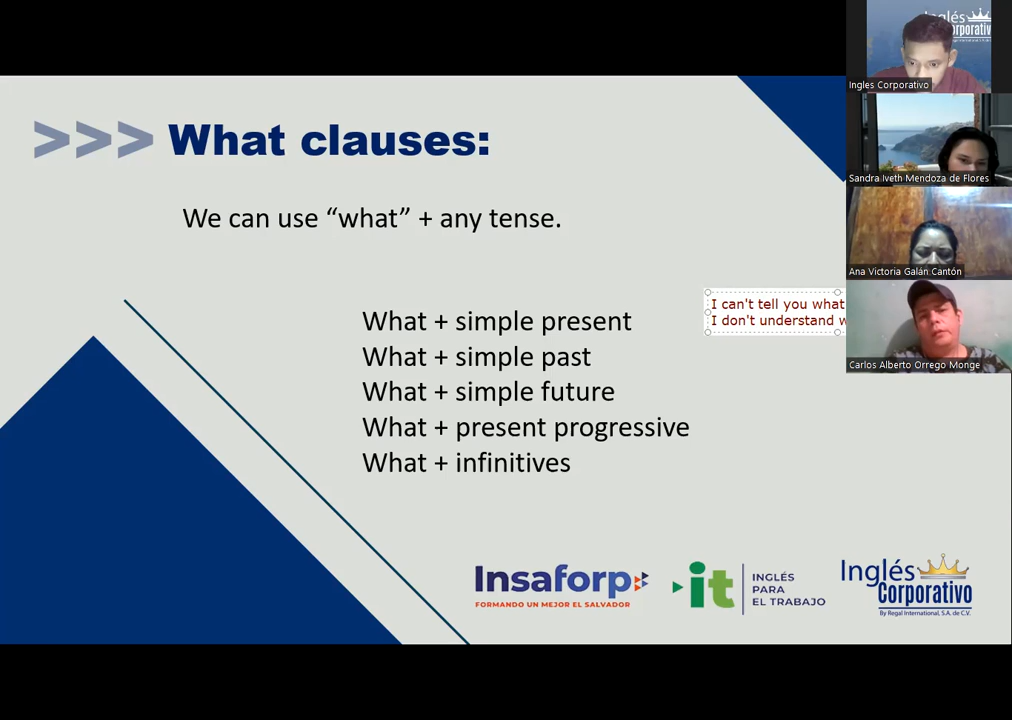 >>> What clauses:
We can use “what” + any tense.
What + simple present
What + simple past
What + simple future
What + present progressive
What + infinitives
I can't tell you what
I don't understand
Insaforp
FORMANDO UN MEJOR EL SALVADOR
it
INGLÉS
PARA
EL TRABAJO
Inglés
Corporativo
By Regal International, S.A. de C.V.
Inglés
Ingles Corporativo
Sandra Iveth Mendoza de Flores
Ana Victoria Galán Cantón
Carlos Alberto Orrego Monge